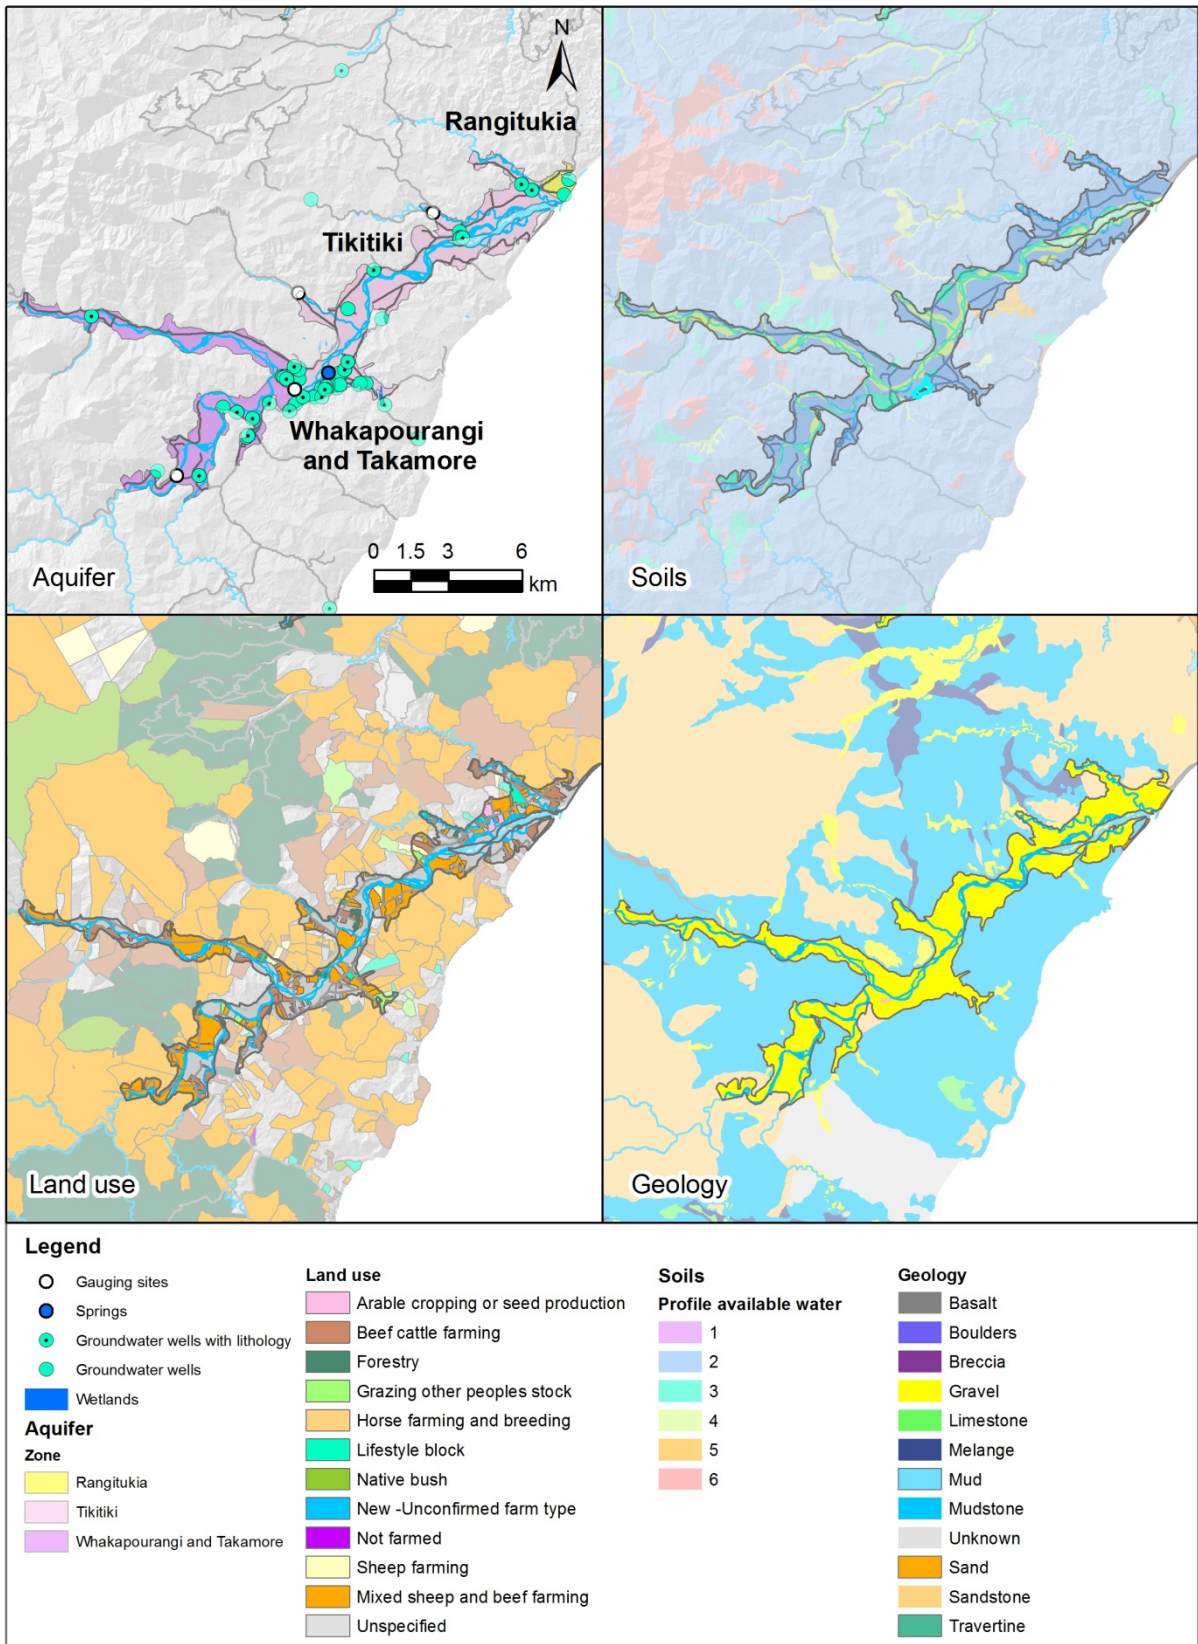 N
Rangitukia
Tikitiki
Whakapourangi
and Takamore
0 1.5 3 6
km
Aquifer
Soils
Land use
Geology
Legend
Gauging sites
Springs
Groundwater wells with lithology
Groundwater wells
Wetlands
Aquifer
Zone
Rangitukia
Tikitiki
Whakapourangi and Takamore
Land use
Arable cropping or seed production
Beef cattle farming
Forestry
Grazing other peoples stock
Horse farming and breeding
Lifestyle block
Native bush
New -Unconfirmed farm type
Not farmed
Sheep farming
Mixed sheep and beef farming
Unspecified
Soils
Profile available water
1
2
3
4
5
6
Geology
Basalt
Boulders
Breccia
Gravel
Limestone
Melange
Mud
Mudstone
Unknown
Sand
Sandstone
Travertine